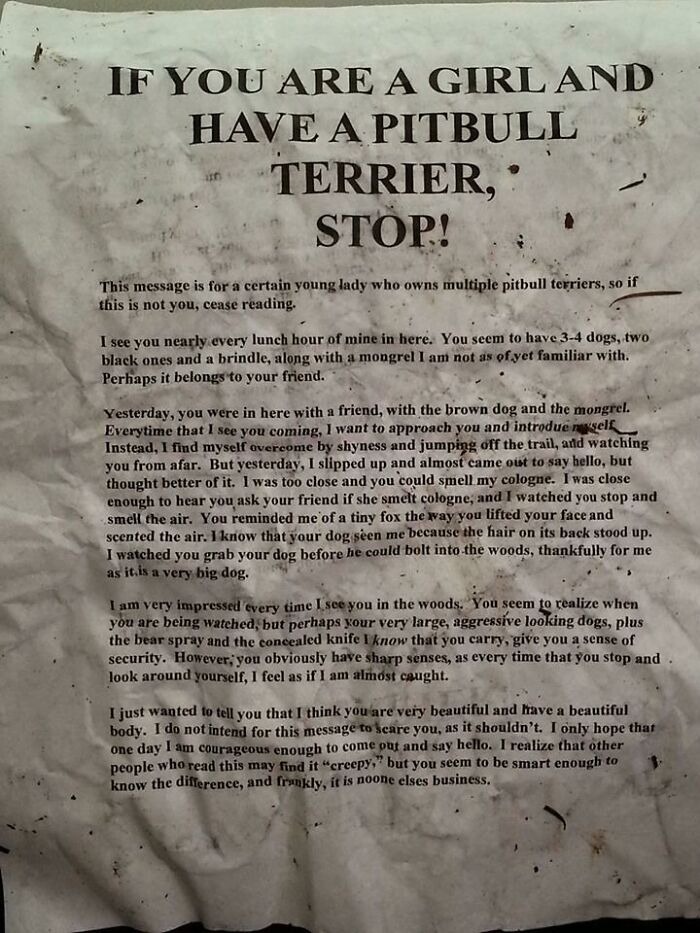 IF YOU ARE A GIRL AND
HAVE A PITBULL
TERRIER,
STOP!
This message is for a certain young lady who owns multiple pitbull terriers, so if
this is not you, cease reading.
I see you nearly every lunch hour of mine in here. You seem to have 3-4 dogs, two
black ones and a brindle, along with a mongrel I am not as of yet familiar with.
Perhaps it belongs to your friend.
Yesterday, you were in here with a friend, with the brown dog and the mongrel.
Everytime that I see you coming, I want to approach you and introdue myself.
Instead, I find myself overcome by shyness and jumping off the trail, and watching
you from afar. But yesterday, I slipped up and almost came out to say hello, but
thought better of it. I was too close and you could smell my cologne. I was close
enough to hear you ask your friend if she smelt cologne, and I watched you stop and
smell the air. You reminded me of a tiny fox the way you lifted your face and
scented the air. I know that your dog seen me because the hair on its back stood up.
I watched you grab your dog before he could bolt into the woods, thankfully for me
as it is a very big dog.
I am very impressed every time I see you in the woods. You seem to realize when
you are being watched, but perhaps your very large, aggressive looking dogs, plus
the bear spray and the concealed knife I know that you carry, give you a sense of
security. However, you obviously have sharp senses, as every time that you stop and
look around yourself, I feel as if I am almost caught.
I just wanted to tell you that I think you are very beautiful and have a beautiful
body. I do not intend for this message to scare you, as it shouldn't. I only hope that
one day I am courageous enough to come out and say hello. I realize that other
people who read this may find it “creepy,” but you seem to be smart enough to
know the difference, and frankly, it is noone elses business.